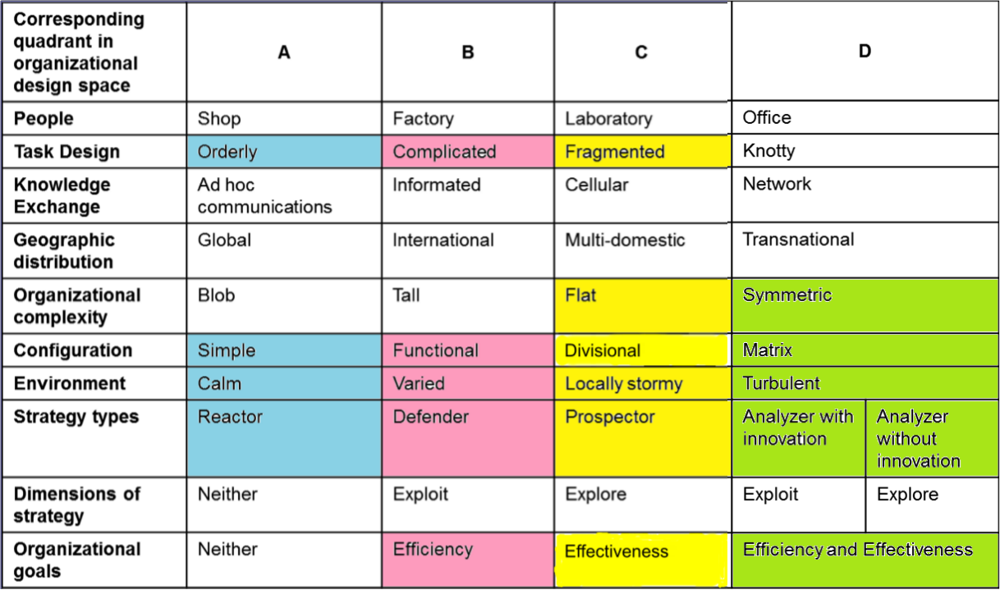 Corresponding quadrant in organizational design space A B C D
People Shop Factory Laboratory Office
Task Design Orderly Complicated Fragmented Knotty
Knowledge Exchange Ad hoc communications Informated Cellular Network
Geographic distribution Global International Multi-domestic Transnational
Organizational complexity Blob Tall Flat Symmetric
Configuration Simple Functional Divisional Matrix
Environment Calm Varied Locally stormy Turbulent
Strategy types Reactor Defender Prospector Analyzer with innovation Analyzer without innovation
Dimensions of strategy Neither Exploit Explore Exploit Explore
Organizational goals Neither Efficiency Effectiveness Efficiency and Effectiveness